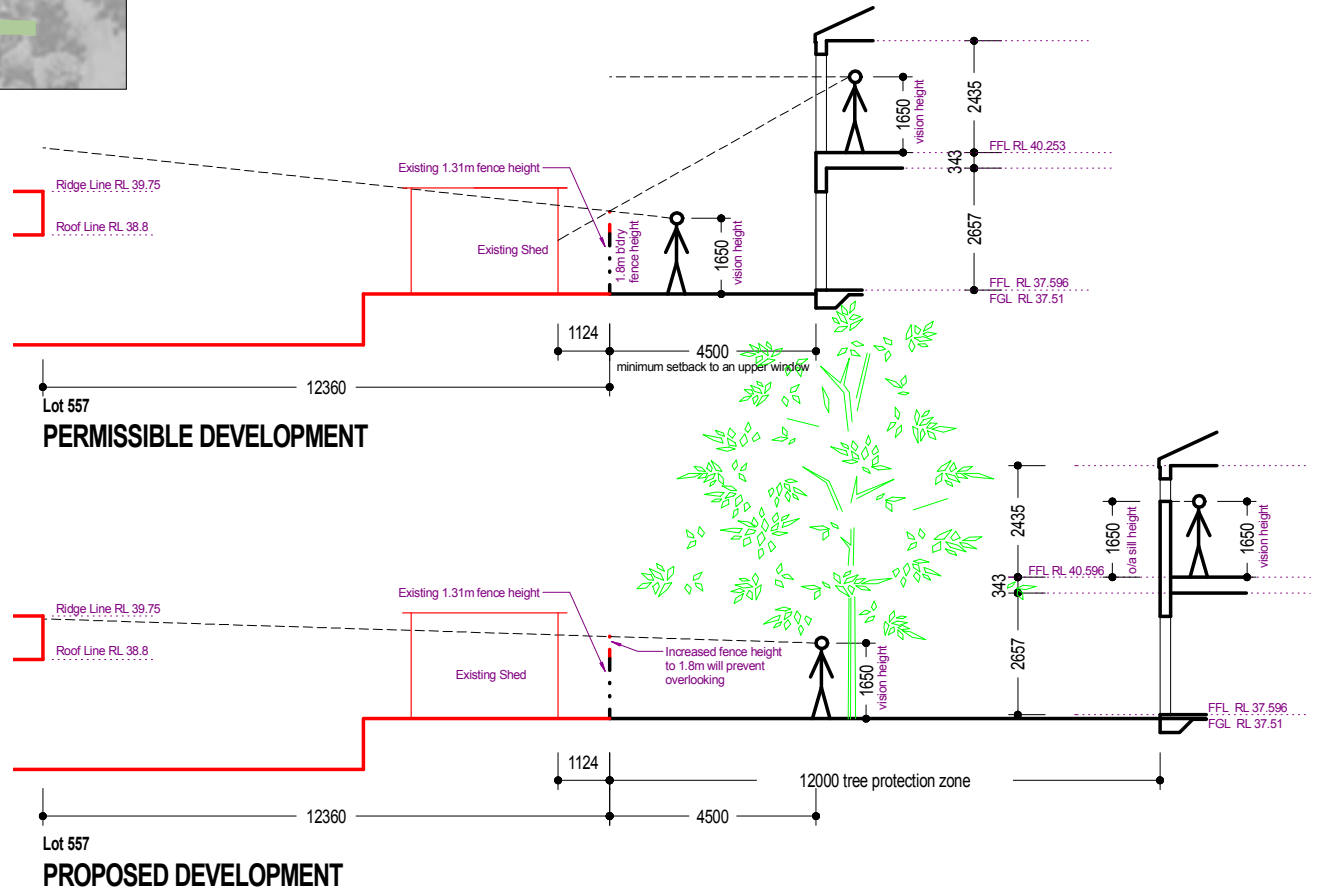 2435
1650
vision height
FFL RL 40.253
343
2657
FFL RL 37.596
FGL RL 37.51
Existing 1.31m fence height
Ridge Line RL 39.75
Roof Line RL 38.8
Existing Shed
1.8m b'dry
fence height
1650
vision height
1124
4500
minimum setback to an upper window
12360
Lot 557
PERMISSIBLE DEVELOPMENT
2435
1650
o/a sill height
1650
vision height
FFL RL 40.596
343
2657
FFL RL 37.596
FGL RL 37.51
Existing 1.31m fence height
Ridge Line RL 39.75
Roof Line RL 38.8
Existing Shed
Increased fence height
to 1.8m will prevent
overlooking
1650
vision height
1124
12000 tree protection zone
12360
4500
Lot 557
PROPOSED DEVELOPMENT